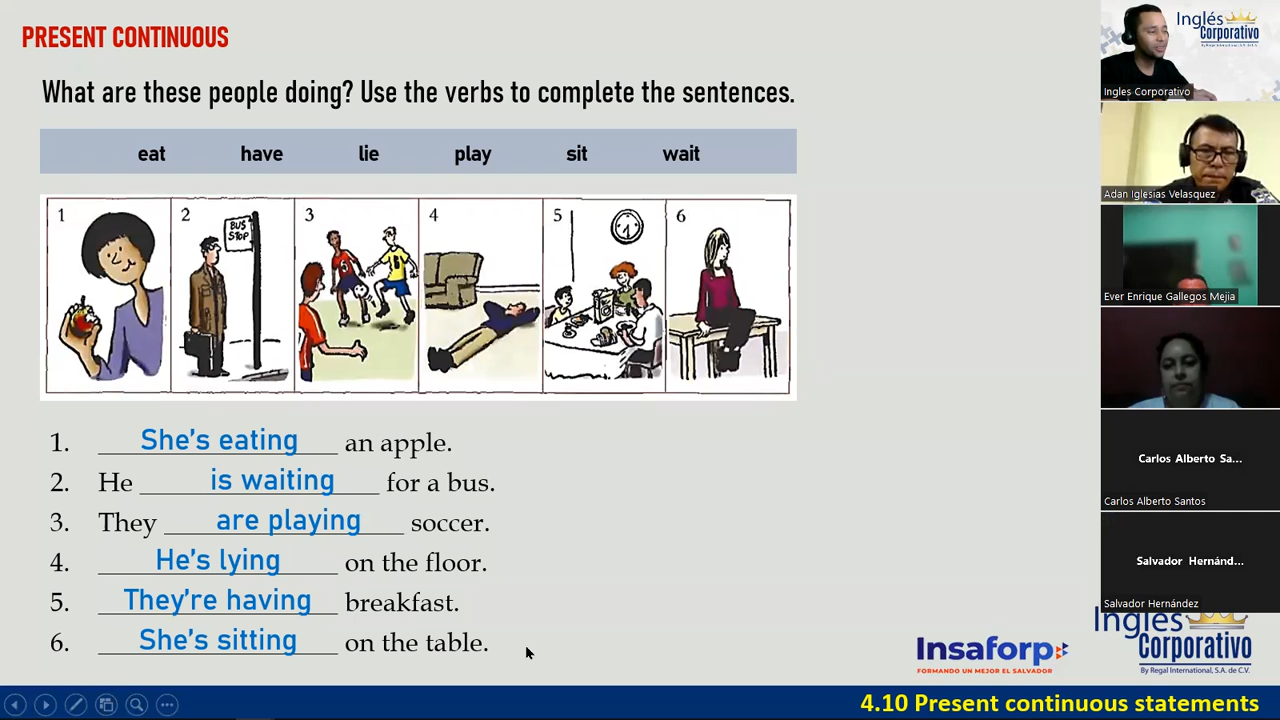 PRESENT CONTINUOUS
What are these people doing? Use the verbs to complete the sentences.
eat have lie play sit wait
1 2 3 4 5 6
BUS
STOP
1. She's eating an apple.
2. He is waiting for a bus.
3. They are playing soccer.
4. He's lying on the floor.
5. They're having breakfast.
6. She's sitting on the table.
Inglés
Corporativo
By Regal International, S.A. de C.V.
Ingles Corporativo
Adan Iglesias Velasquez
Ever Enrique Gallegos Mejia
Carlos Alberto Sa...
Carlos Alberto Santos
Salvador Hernánd...
Salvador Hernández
Insaforp
FORMANDO UN MEJOR EL SALVADOR
Inglés
Corporativo
By Regal International, S.A. de C.V.
4.10 Present continuous statements